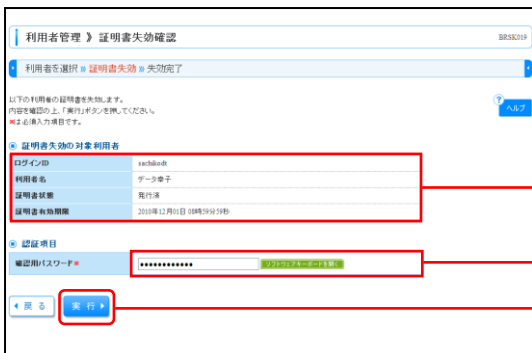 利用者管理 》 証明書失効確認
BRSK019
利用者を選択 » 証明書失効 » 失効完了
以下の利用者の証明書を失効します。
内容を確認の上、「実行」ボタンを押してください。
※は必須入力項目です。
? ヘルプ
証明書失効の対象利用者
ログインID sachikodt
利用者名 データ幸子
証明書状態 発行済
証明書有効期限 2010年12月01日 08時59分59秒
認証項目
確認用パスワード※ •••••••••••• ソフトウェアキーボードを開く
戻る
実行